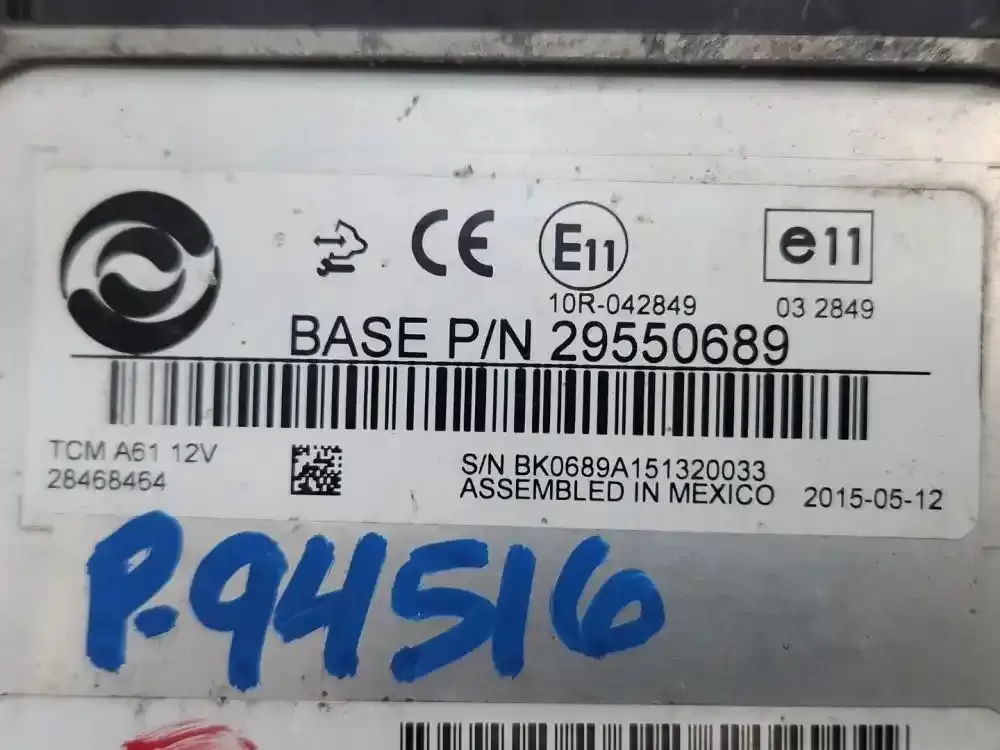 CE E11 e11
10R-042849 03 2849
BASE P/N 29550689
TCM A61 12V
28468464
S/N BK0689A151320033
ASSEMBLED IN MEXICO 2015-05-12
P.94516